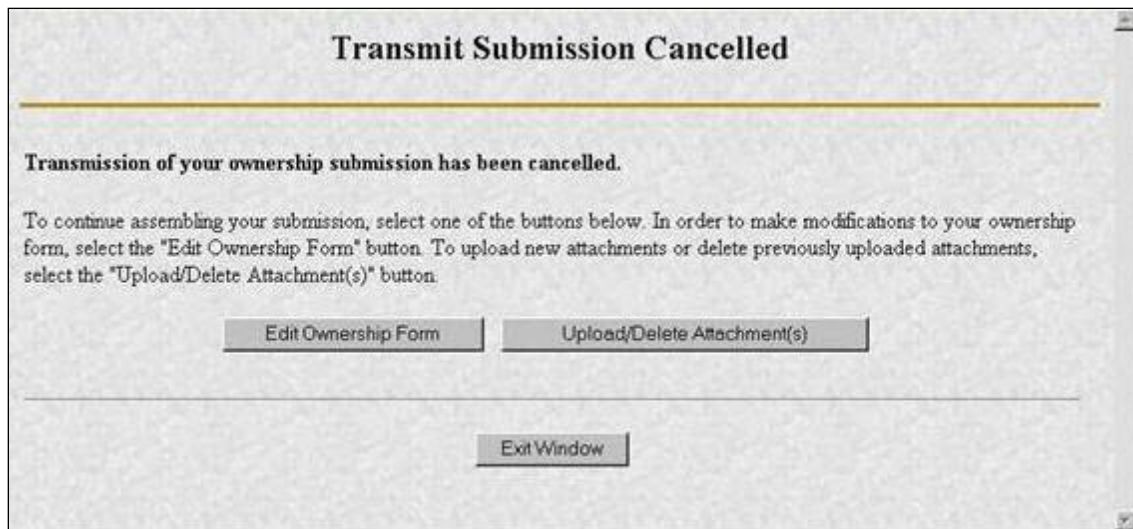 Transmit Submission Cancelled
Transmission of your ownership submission has been cancelled.
To continue assembling your submission, select one of the buttons below. In order to make modifications to your ownership
form, select the "Edit Ownership Form" button. To upload new attachments or delete previously uploaded attachments,
select the "Upload/Delete Attachment(s)" button.
Edit Ownership Form Upload/Delete Attachment(s)
Exit Window